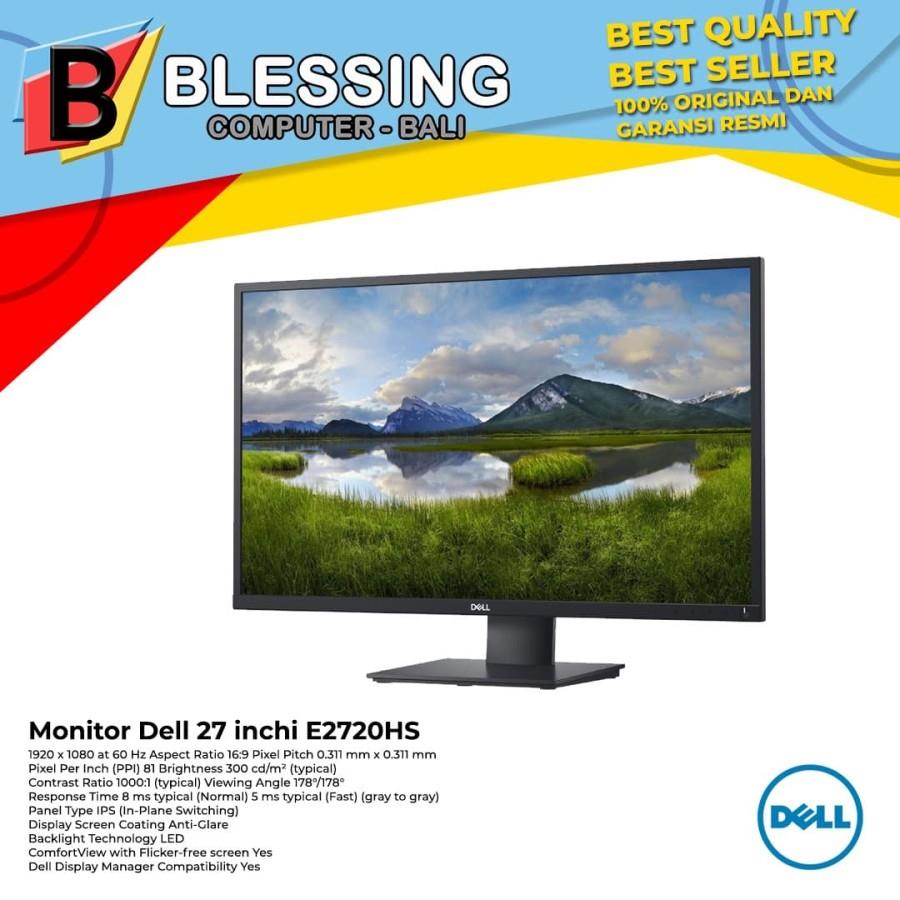 B
BLESSING
COMPUTER - BALI
BEST QUALITY
BEST SELLER
100% ORIGINAL DAN
GARANSI RESMI
DELL
Monitor Dell 27 inchi E2720HS
1920 x 1080 at 60 Hz Aspect Ratio 16:9 Pixel Pitch 0.311 mm x 0.311 mm
Pixel Per Inch (PPI) 81 Brightness 300 cd/m² (typical)
Contrast Ratio 1000:1 (typical) Viewing Angle 178°/178°
Response Time 8 ms typical (Normal) 5 ms typical (Fast) (gray to gray)
Panel Type IPS (In-Plane Switching)
Display Screen Coating Anti-Glare
Backlight Technology LED
ComfortView with Flicker-free screen Yes
Dell Display Manager Compatibility Yes
DELL